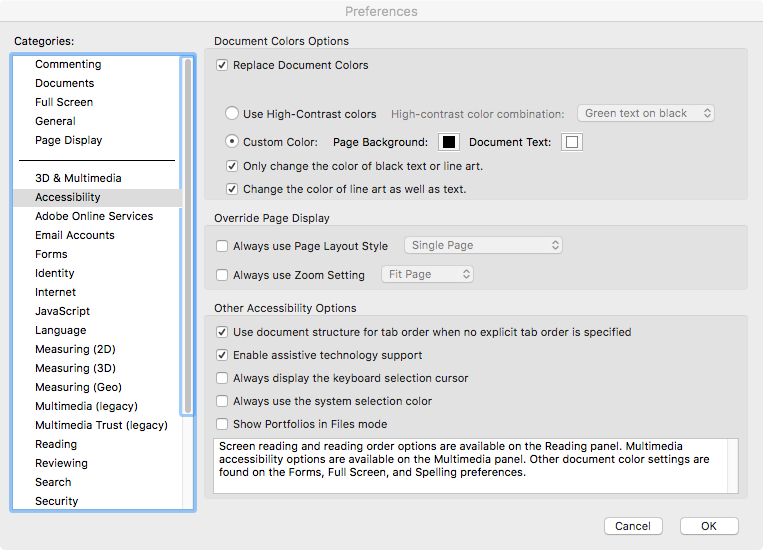 Preferences
Categories:
Commenting
Documents
Full Screen
General
Page Display
3D & Multimedia
Accessibility
Adobe Online Services
Email Accounts
Forms
Identity
Internet
JavaScript
Language
Measuring (2D)
Measuring (3D)
Measuring (Geo)
Multimedia (legacy)
Multimedia Trust (legacy)
Reading
Reviewing
Search
Security
Document Colors Options
Replace Document Colors
Use High-Contrast colors High-contrast color combination: Green text on black
Custom Color: Page Background: Document Text:
Only change the color of black text or line art.
Change the color of line art as well as text.
Override Page Display
Always use Page Layout Style Single Page
Always use Zoom Setting Fit Page
Other Accessibility Options
Use document structure for tab order when no explicit tab order is specified
Enable assistive technology support
Always display the keyboard selection cursor
Always use the system selection color
Show Portfolios in Files mode
Screen reading and reading order options are available on the Reading panel. Multimedia
accessibility options are available on the Multimedia panel. Other document color settings are
found on the Forms, Full Screen, and Spelling preferences.
Cancel OK